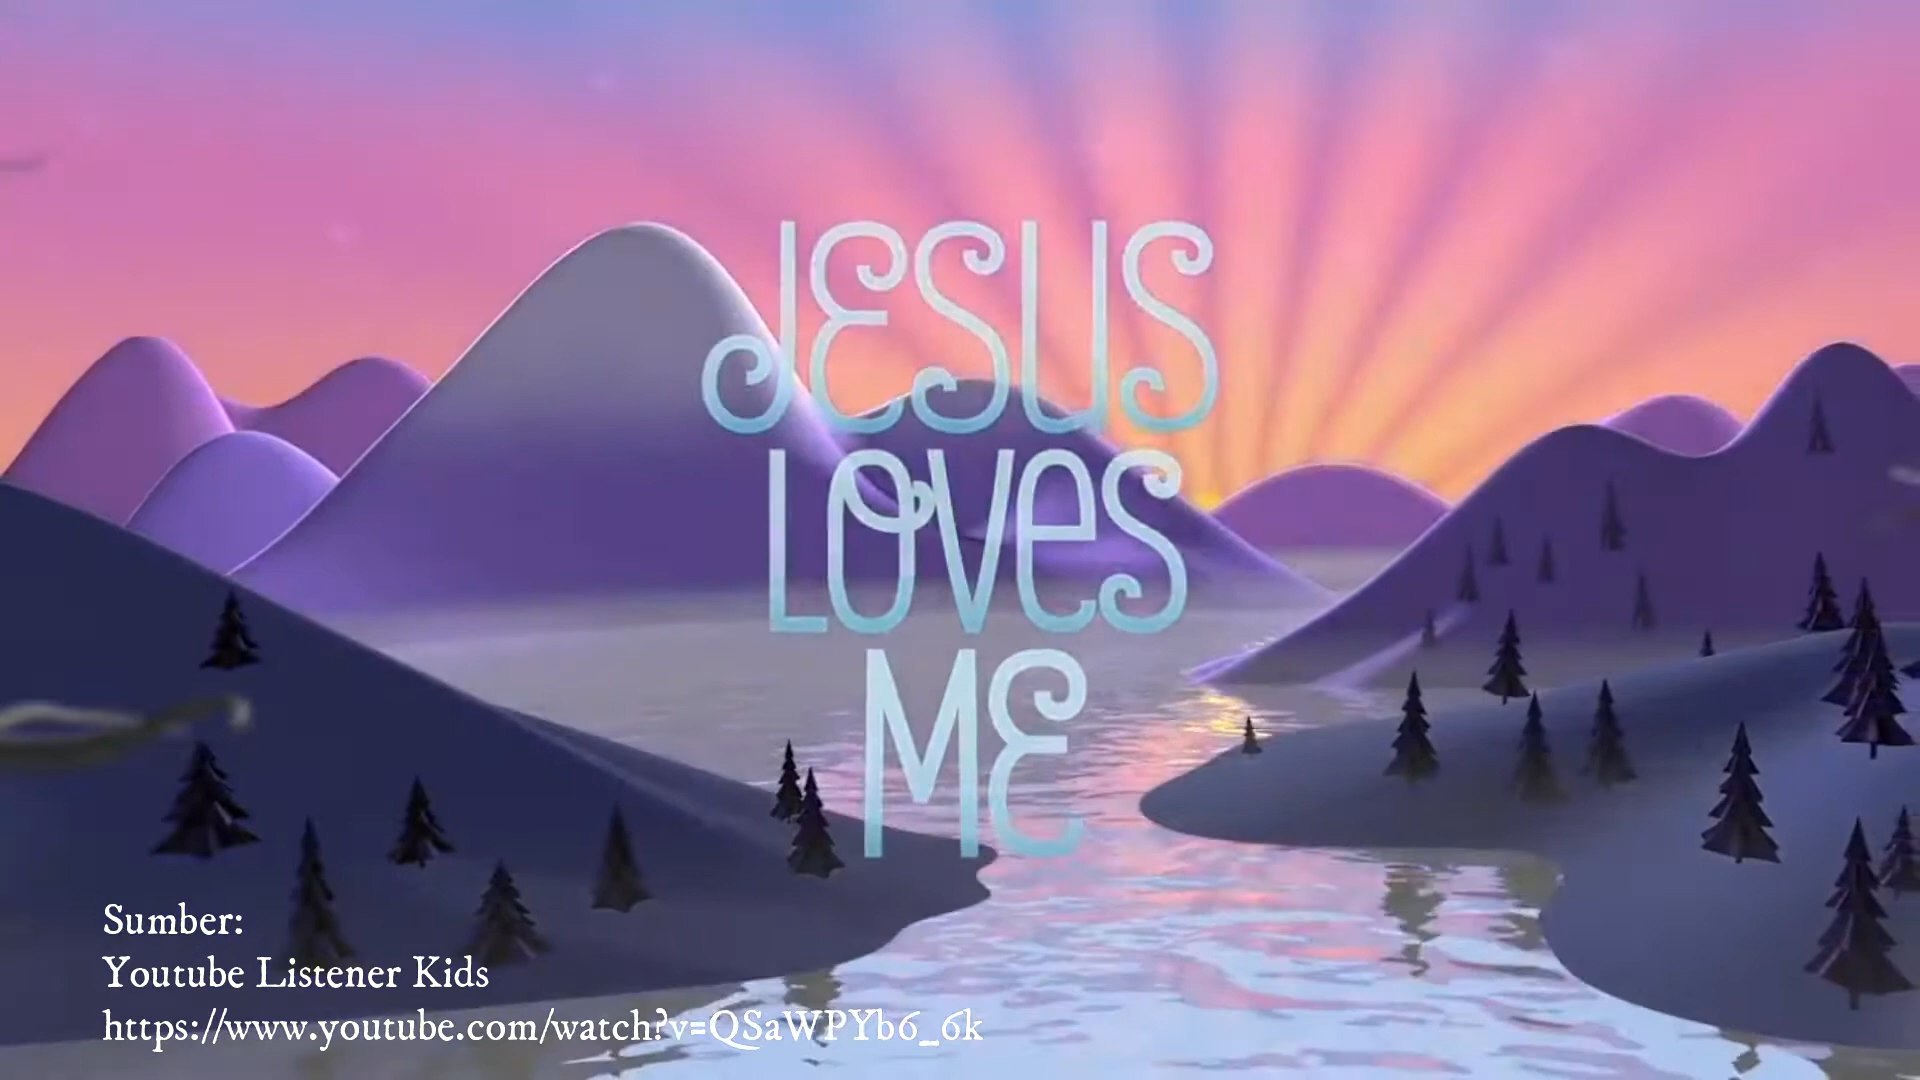 JESUS
LOVES
ME
Sumber:
Youtube Listener Kids
https://www.youtube.com/watch?v=QSaWPYb6_6k